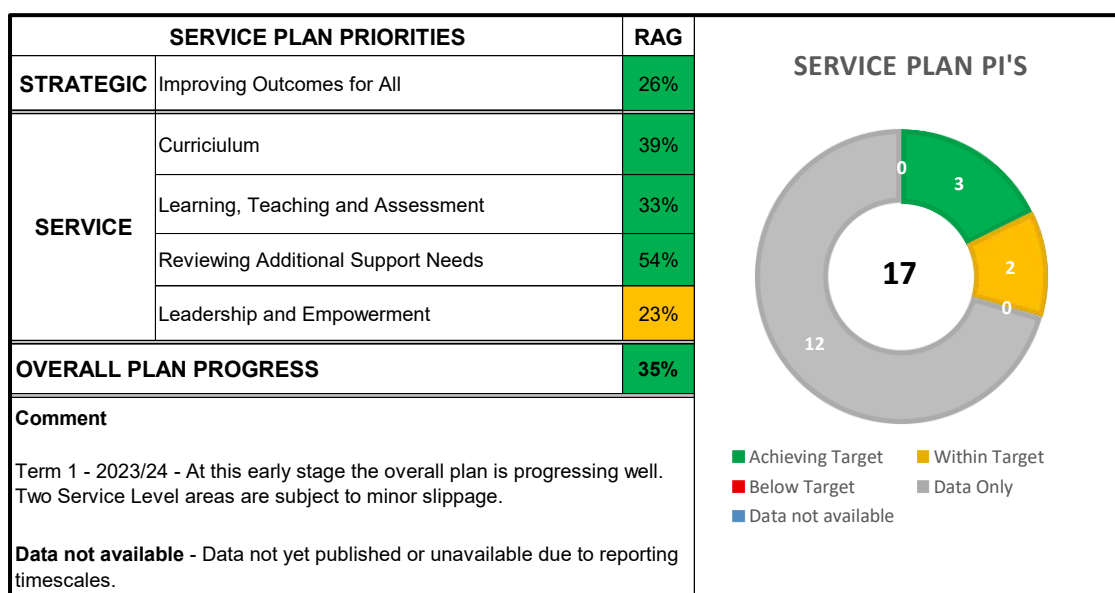 SERVICE PLAN PRIORITIES RAG
STRATEGIC Improving Outcomes for All 26%
SERVICE
Curriciulum 39%
Learning, Teaching and Assessment 33%
Reviewing Additional Support Needs 54%
Leadership and Empowerment 23%
OVERALL PLAN PROGRESS 35%
Comment
Term 1 - 2023/24 - At this early stage the overall plan is progressing well.
Two Service Level areas are subject to minor slippage.
Data not available - Data not yet published or unavailable due to reporting
timescales.
SERVICE PLAN PI'S
0
3
2
0
12
17
Achieving Target Within Target
Below Target Data Only
Data not available